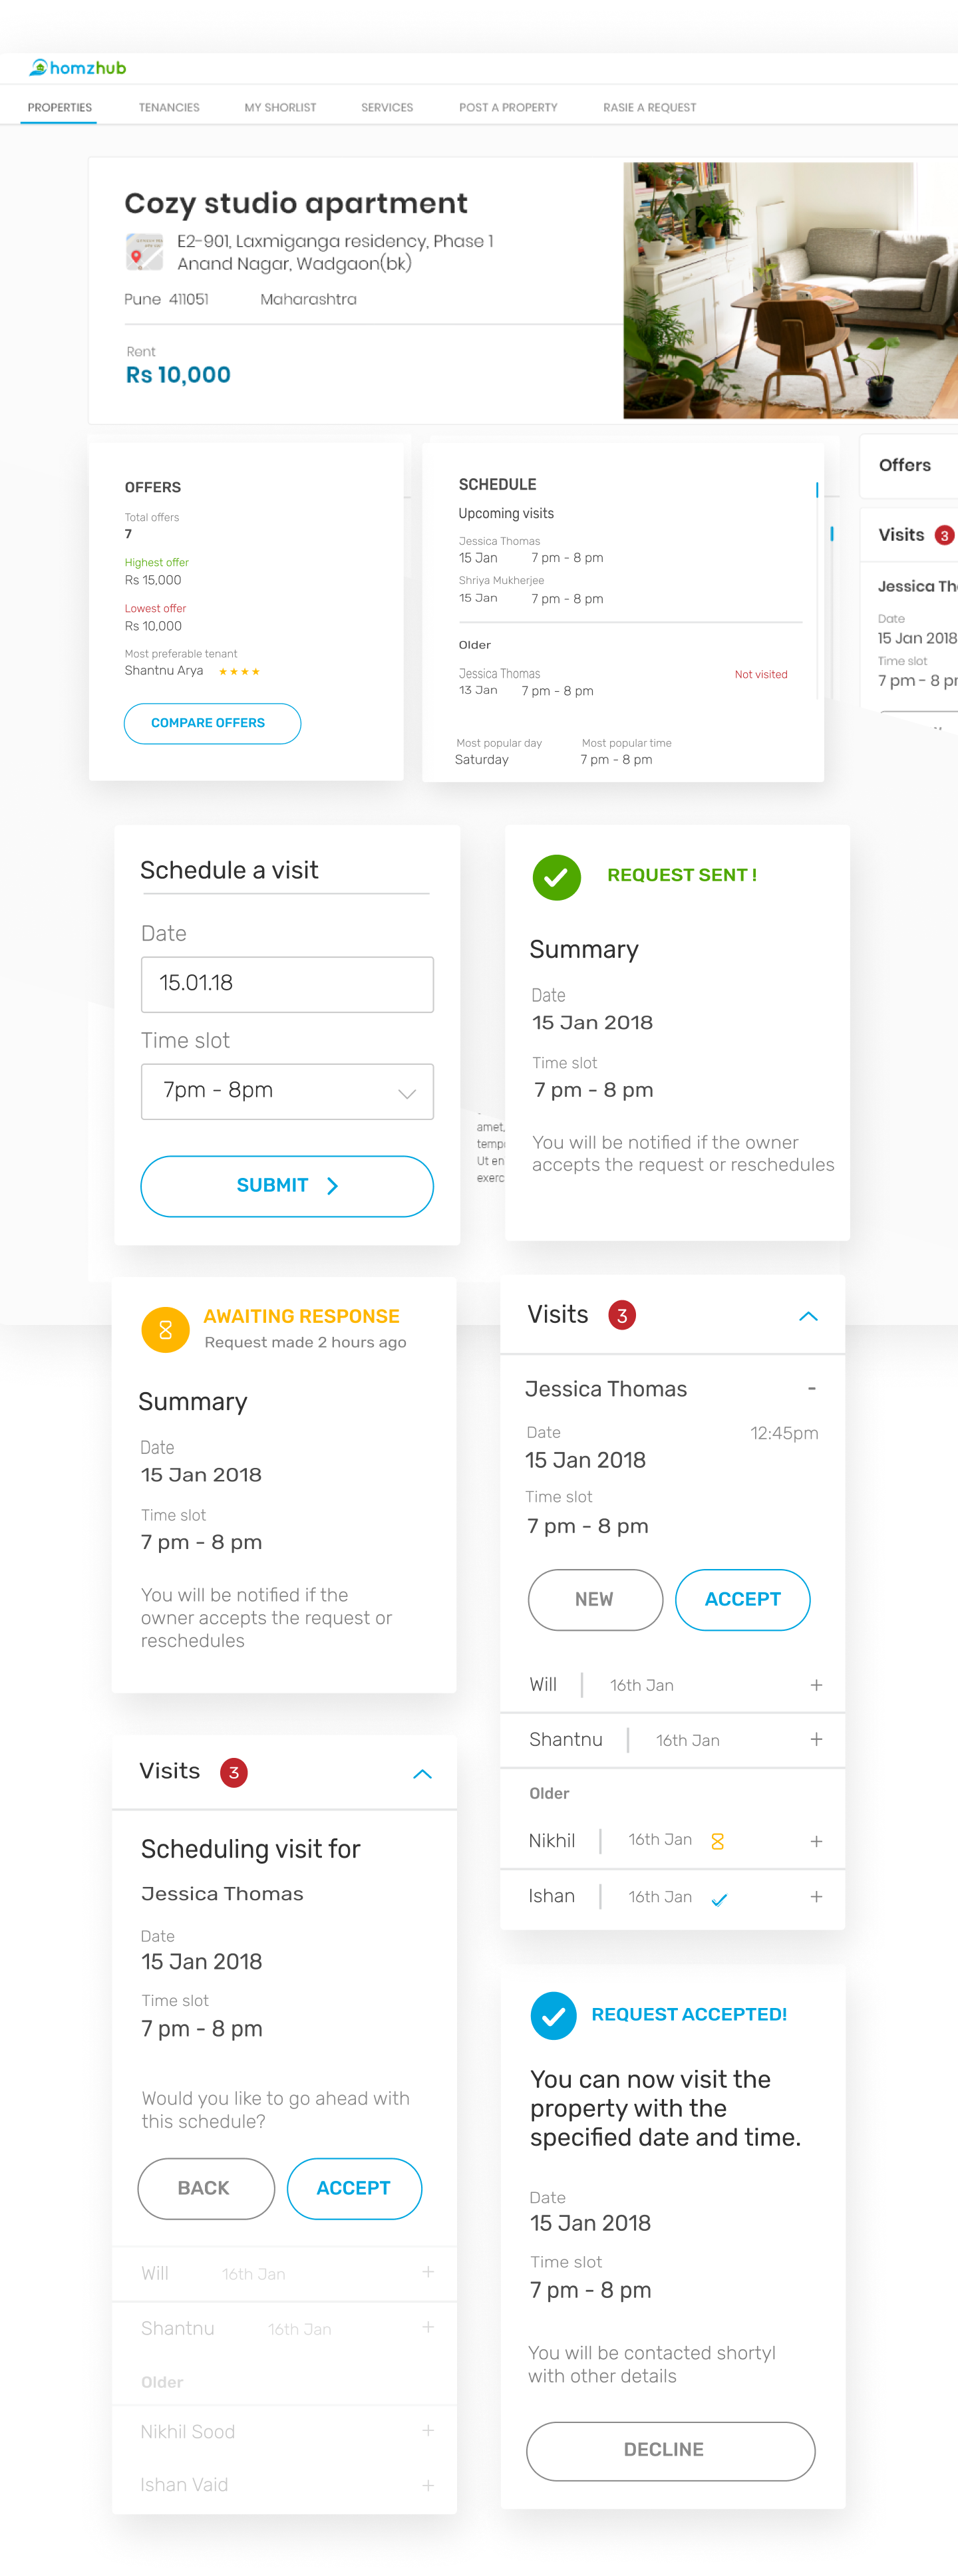 homzhub
PROPERTIES TENANCIES MY SHORLIST SERVICES POST A PROPERTY RASIE A REQUEST
Cozy studio apartment
E2-901, Laxmiganga residency, Phase 1
Anand Nagar, Wadgaon(bk)
Pune 411051 Maharashtra
Rent
Rs 10,000
OFFERS
Total offers
7
Highest offer
Rs 15,000
Lowest offer
Rs 10,000
Most preferable tenant
Shantnu Arya
COMPARE OFFERS
SCHEDULE
Upcoming visits
Jessica Thomas
15 Jan 7 pm - 8 pm
Shriya Mukherjee
15 Jan 7 pm - 8 pm
Older
Jessica Thomas Not visited
13 Jan 7 pm - 8 pm
Most popular day Most popular time
Saturday 7 pm - 8 pm
Offers
Visits 3
Jessica Th
Date
15 Jan 2018
Time slot
7 pm - 8 pr
Schedule a visit
Date
15.01.18
Time slot
7pm - 8pm
SUBMIT
amet,
temp
Ut en
exerc
REQUEST SENT !
Summary
Date
15 Jan 2018
Time slot
7 pm - 8 pm
You will be notified if the owner
accepts the request or reschedules
AWAITING RESPONSE
Request made 2 hours ago
Summary
Date
15 Jan 2018
Time slot
7 pm - 8 pm
You will be notified if the
owner accepts the request or
reschedules
Visits 3
Jessica Thomas -
Date 12:45pm
15 Jan 2018
Time slot
7 pm - 8 pm
NEW ACCEPT
Will 16th Jan +
Shantnu 16th Jan +
Older
Nikhil 16th Jan +
Ishan 16th Jan +
Visits 3
Scheduling visit for
Jessica Thomas
Date
15 Jan 2018
Time slot
7 pm - 8 pm
Would you like to go ahead with
this schedule?
BACK ACCEPT
Will 16th Jan +
Shantnu 16th Jan +
Older
Nikhil Sood +
Ishan Vaid +
REQUEST ACCEPTED!
You can now visit the
property with the
specified date and time.
Date
15 Jan 2018
Time slot
7 pm - 8 pm
You will be contacted shortyl
with other details
DECLINE